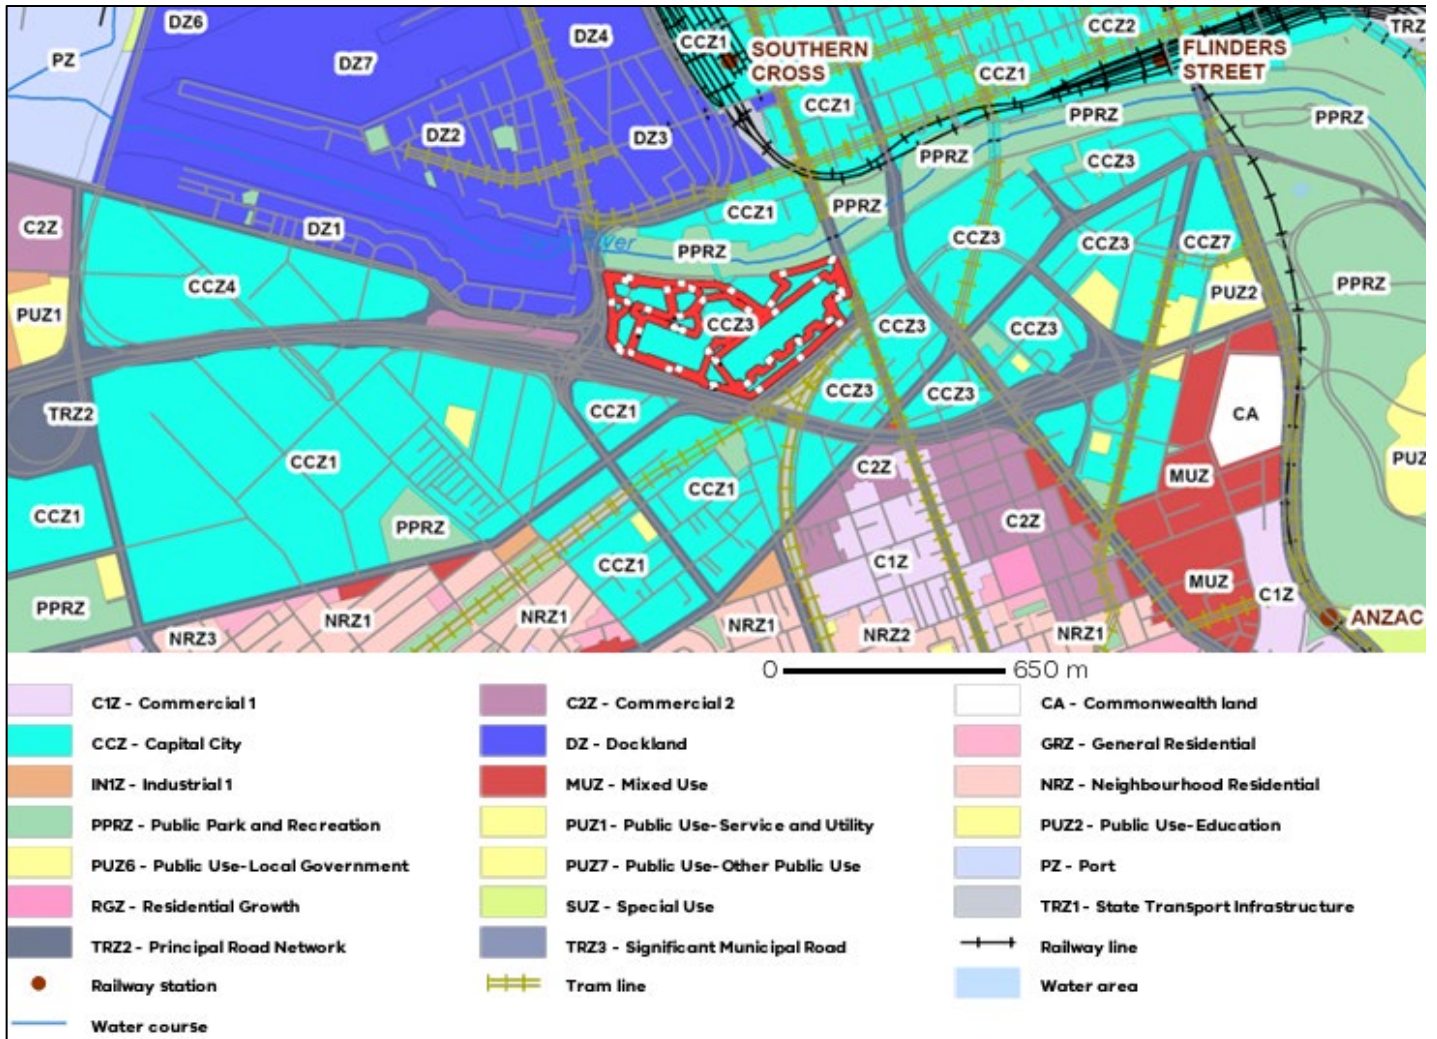 DZ6
DZ4
CCZ1
SOUTHERN
CROSS
CCZ2
FLINDERS
STREET
TRZ
PZ
DZ7
CCZ1
CCZ1
PPRZ
PPRZ
DZ2
DZ3
PPRZ
CCZ3
C2Z
DZ1
CCZ1
PPRZ
CCZ3
CCZ3
CCZ7
River
PPRZ
CCZ4
PUZ1
CCZ3
CCZ3
CCZ3
PUZ2
PPRZ
TRZ2
CCZ1
CCZ3
CCZ3
CA
CCZ1
CCZ1
C2Z
MUZ
PUZ
CCZ1
PPRZ
C2Z
CCZ1
C1Z
MUZ
C1Z
PPRZ
NRZ3
NRZ1
NRZ1
NRZ1
NRZ2
NRZ1
ANZAC
0 650 m
C1Z - Commercial 1
C2Z - Commercial 2
CA - Commonwealth land
CCZ - Capital City
DZ - Dockland
GRZ - General Residential
IN1Z - Industrial 1
MUZ - Mixed Use
NRZ - Neighbourhood Residential
PPRZ - Public Park and Recreation
PUZ1 - Public Use-Service and Utility
PUZ2 - Public Use-Education
PUZ6 - Public Use-Local Government
PUZ7 - Public Use-Other Public Use
PZ - Port
RGZ - Residential Growth
SUZ - Special Use
TRZ1 - State Transport Infrastructure
TRZ2 - Principal Road Network
TRZ3 - Significant Municipal Road
Railway line
Railway station
Tram line
Water area
Water course